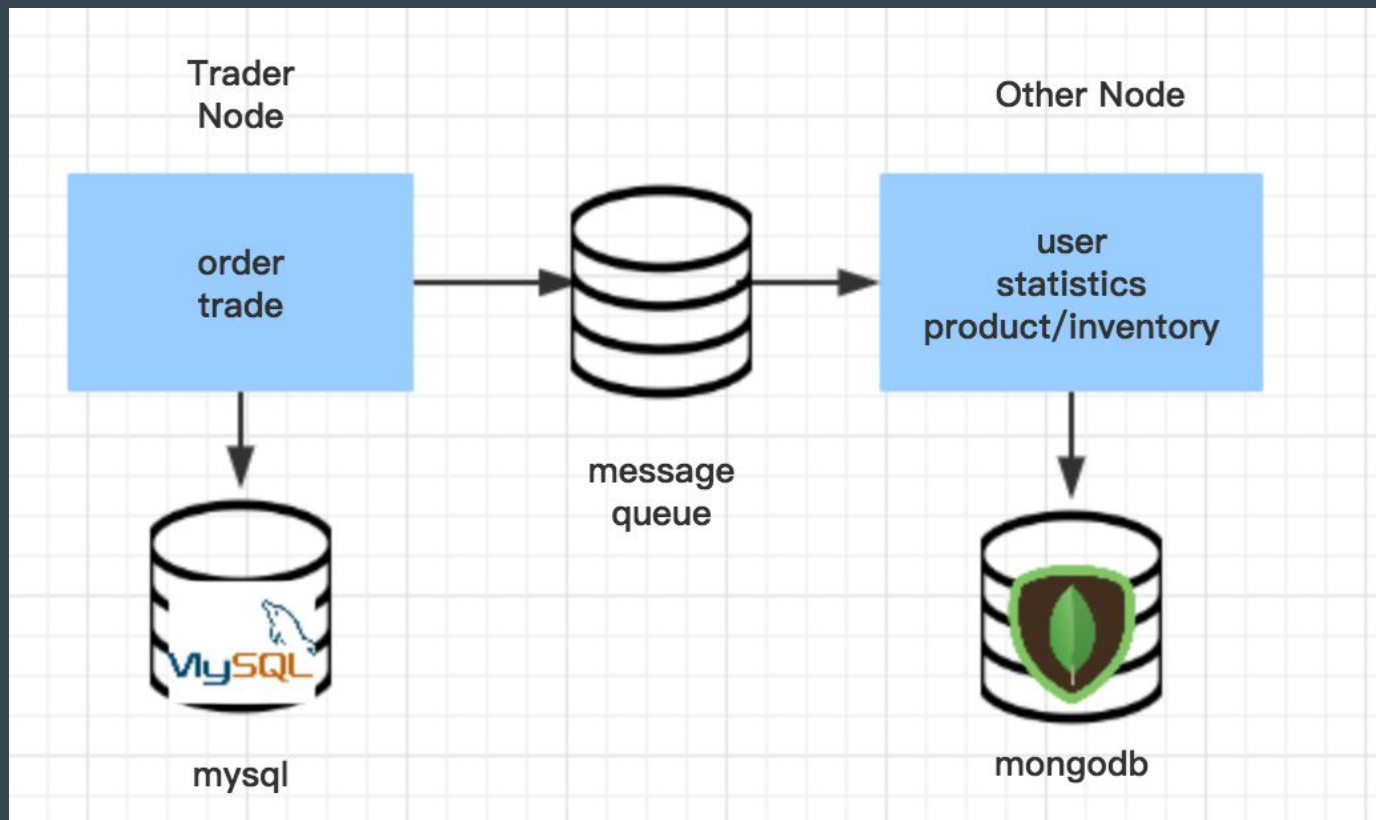 Trader
Node
Other Node
order
trade
user
statistics
product/inventory
message
queue
MySQL
mysql
mongodb